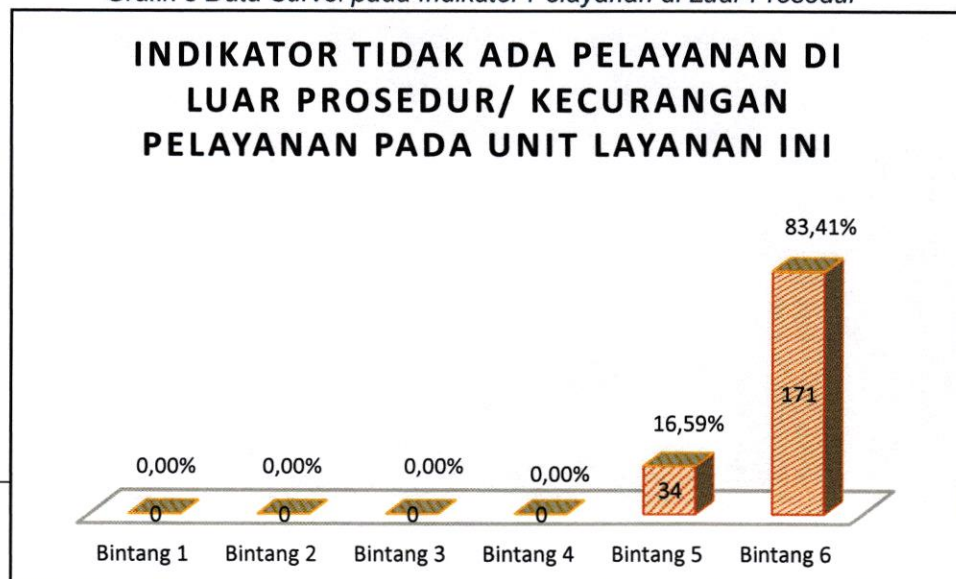 INDIKATOR TIDAK ADA PELAYANAN DI
LUAR PROSEDUR/ KECURANGAN
PELAYANAN PADA UNIT LAYANAN INI
83,41%
171
16,59%
34
0,00% 0,00% 0,00% 0,00%
0 0 0 0
Bintang 1 Bintang 2 Bintang 3 Bintang 4 Bintang 5 Bintang 6